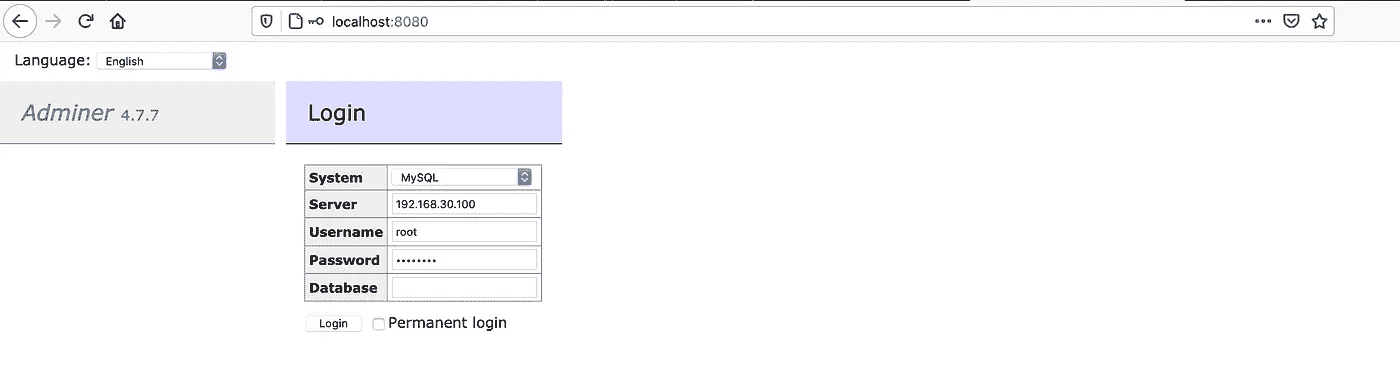 localhost:8080
Language: English
Adminer 4.7.7
Login
System MySQL
Server 192.168.30.100
Username root
Password ••••••••
Database
Login Permanent login